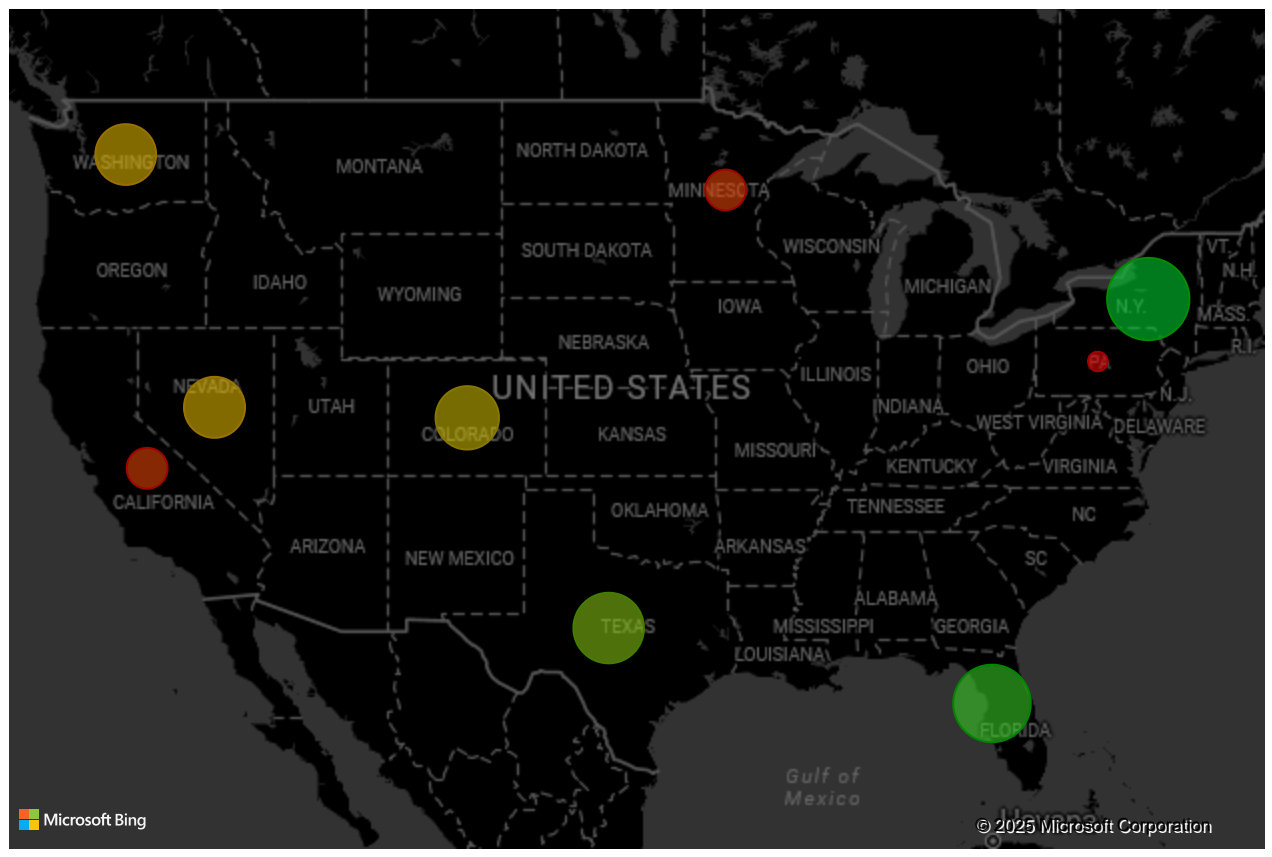 WASHINGTON
MONTANA
NORTH DAKOTA
MINNESOTA
SOUTH DAKOTA
WISCONSIN
VT.
OREGON
IDAHO
WYOMING
MICHIGAN
N.H.
IOWA
N.Y.
MASS.
NEBRASKA
R.I.
PA
NEVADA
UNITED STATES
ILLINOIS
OHIO
N.J.
UTAH
INDIANA
COLORADO
KANSAS
WEST VIRGINIA
DELAWARE
MISSOURI
KENTUCKY
VIRGINIA
CALIFORNIA
OKLAHOMA
TENNESSEE
NC
ARIZONA
NEW MEXICO
ARKANSAS
SC
ALABAMA
TEXAS
MISSISSIPPI
GEORGIA
LOUISIANA
FLORIDA
Gulf of
Mexico
Havana
Microsoft Bing
© 2025 Microsoft Corporation